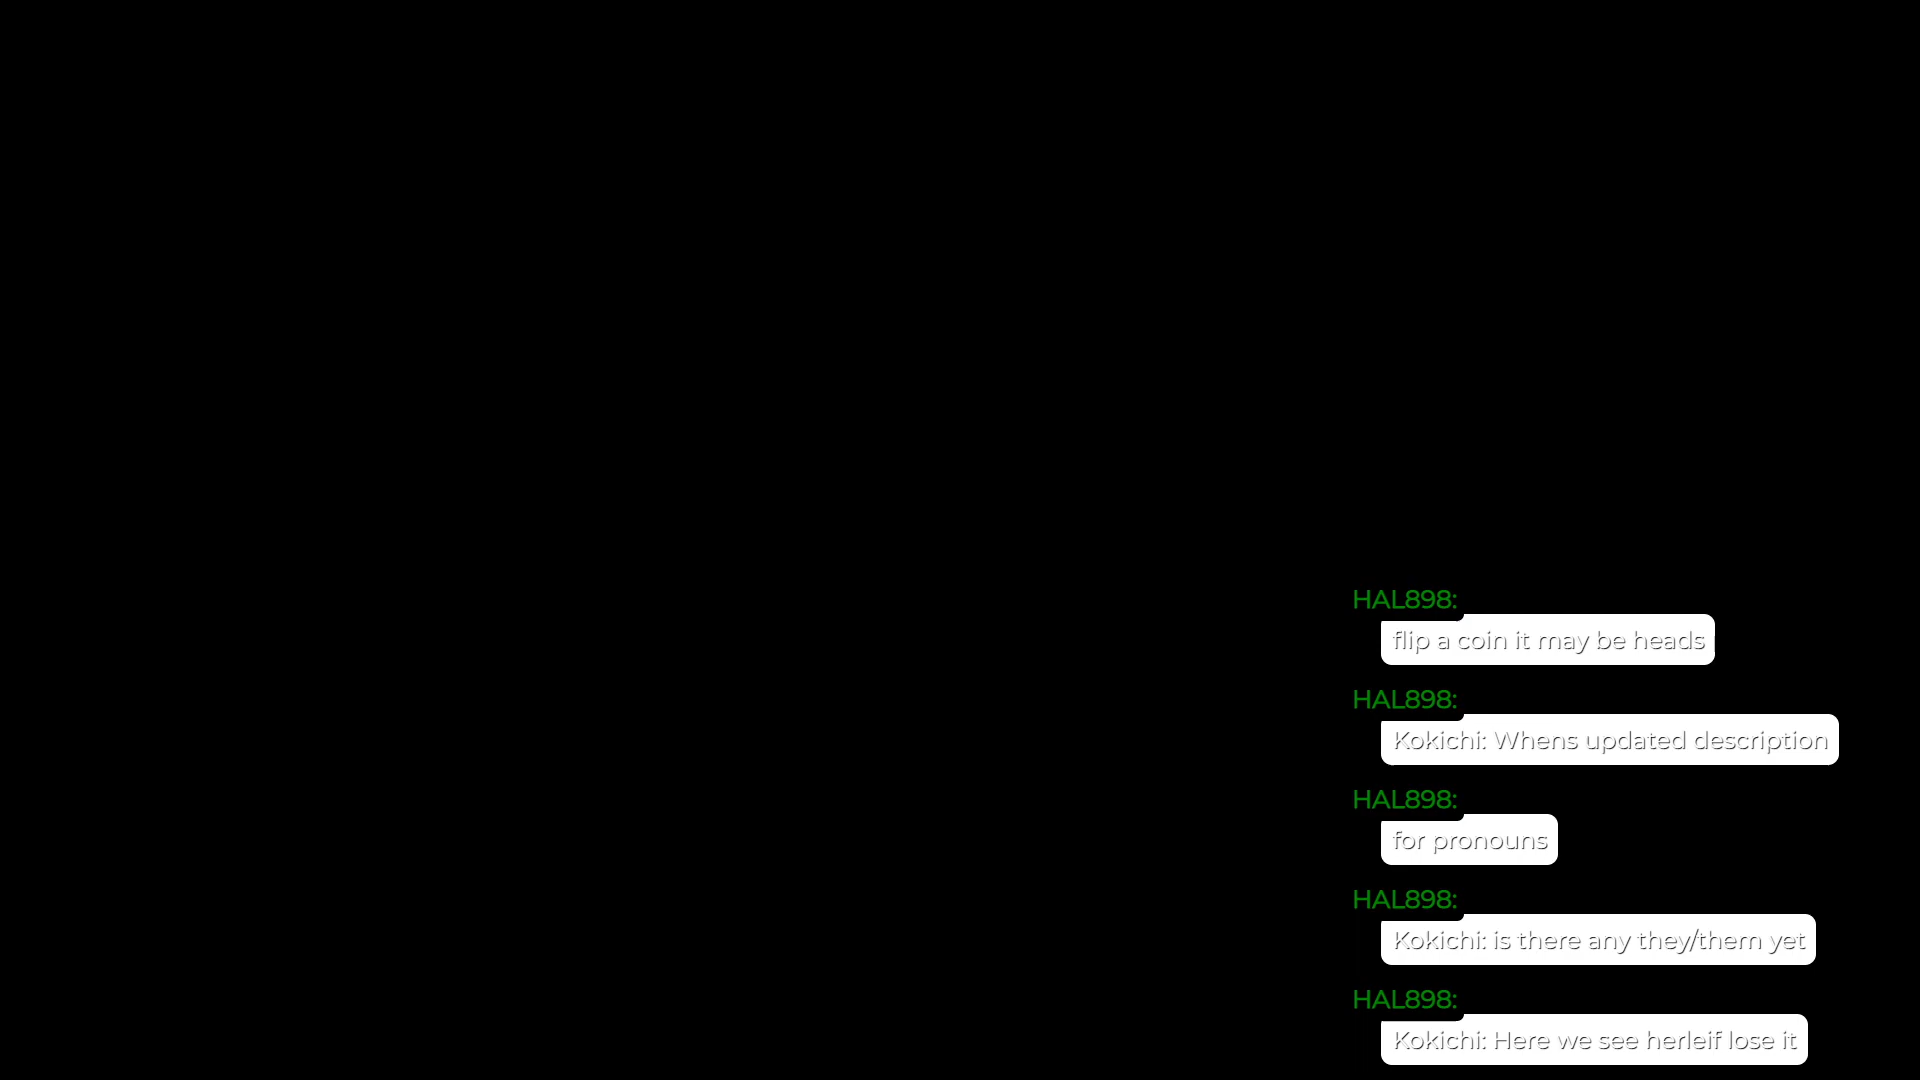 HAL898:
flip a coin it may be heads
HAL898:
Kokichi: Whens updated description
HAL898:
for pronouns
HAL898:
Kokichi: is there any they/them yet
HAL898:
Kokichi: Here we see herleif lose it